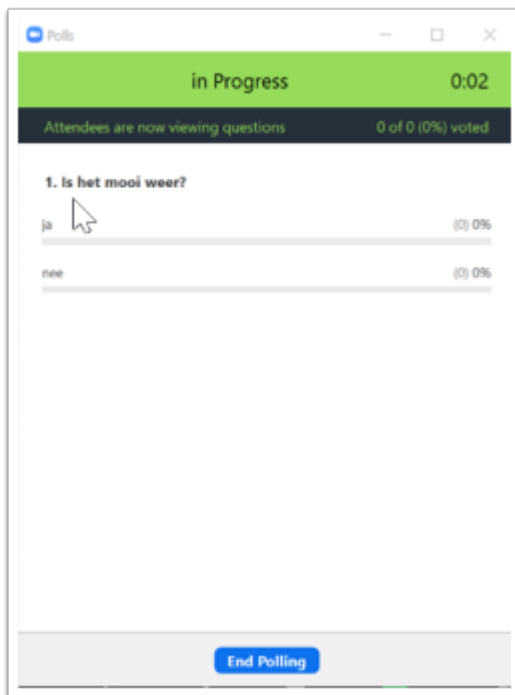 Polls
in Progress 0:02
Attendees are now viewing questions 0 of 0 (0%) voted
1. Is het mooi weer?
ja (0) 0%
nee (0) 0%
End Polling